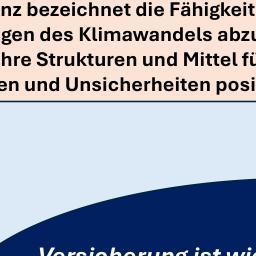 nz bezeichnet die Fähigkeit
gen des Klimawandels abzu
hre Strukturen und Mittel fü
en und Unsicherheiten posi
Versicherung ist wi